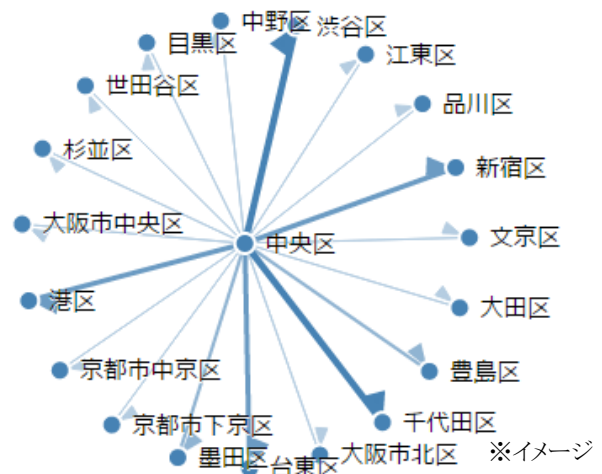 中野区
渋谷区
目黒区
江東区
世田谷区
品川区
杉並区
新宿区
大阪市中央区
中央区
文京区
港区
大田区
京都市中京区
豊島区
京都市下京区
千代田区
墨田区
台東区
大阪市北区
※イメージ